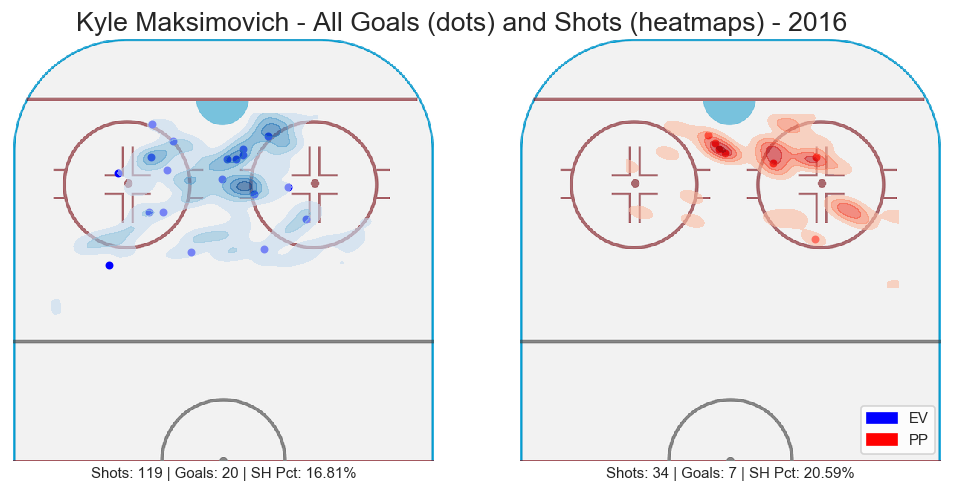 Kyle Maksimovich - All Goals (dots) and Shots (heatmaps) - 2016
EV
PP
Shots: 119 | Goals: 20 | SH Pct: 16.81%
Shots: 34 | Goals: 7 | SH Pct: 20.59%